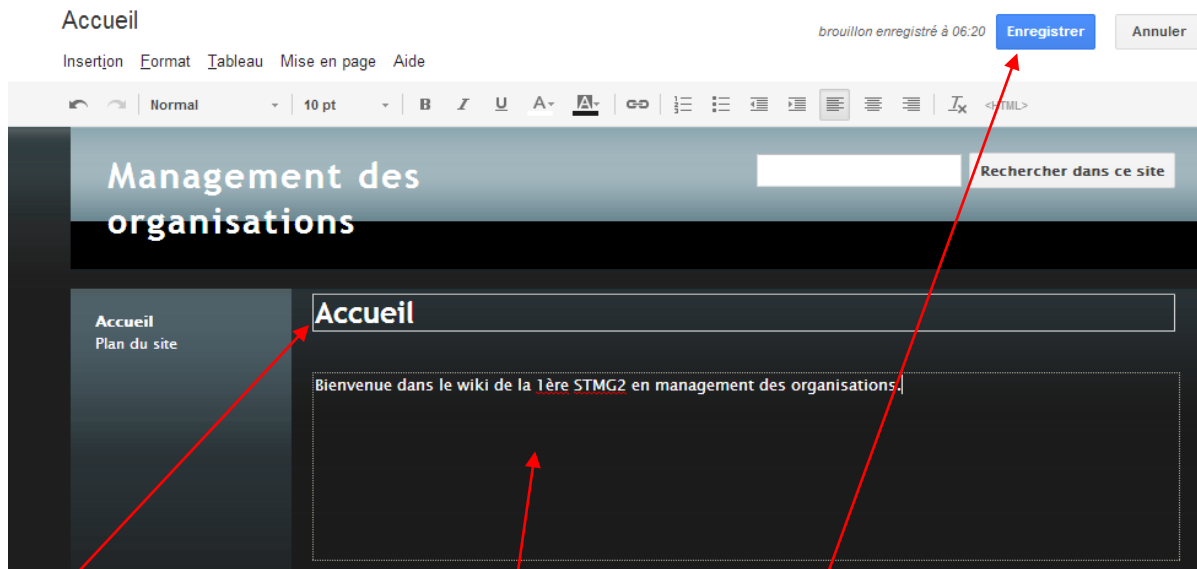 Accueil
brouillon enregistré à 06:20 Enregistrer Annuler
Insertion Format Tableau Mise en page Aide
Normal 10 pt B I U A A <HTML>
Management des
organisations
Rechercher dans ce site
Accueil
Plan du site
Accueil
Bienvenue dans le wiki de la 1ère STMG2 en management des organisations.